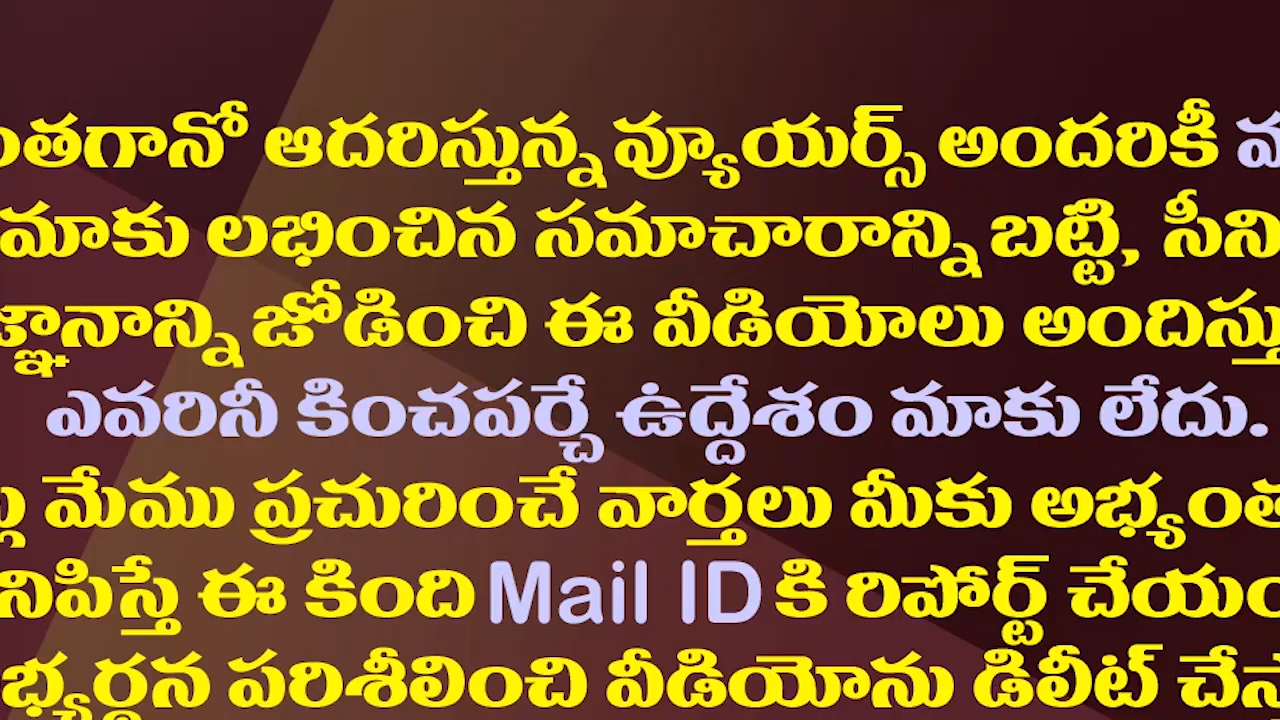 ంతగానో ఆదరిస్తున్న వ్యూయర్స్ అందరికీ
మాకు లభించిన సమాచారాన్ని బట్టి, సీని
జ్ఞానాన్ని జోడించి ఈ వీడియోలు అందిస్తు
ఎవరినీ కించపర్చే ఉద్దేశం మాకు లేదు.
మేము ప్రచురించే వార్తలు మీకు అభ్యంత
నిపిస్తే ఈ కింది Mail ID కి రిపోర్ట్ చేయం
భ్యర్ధన పరిశీలించి వీడియోను డిలీట్ చేస